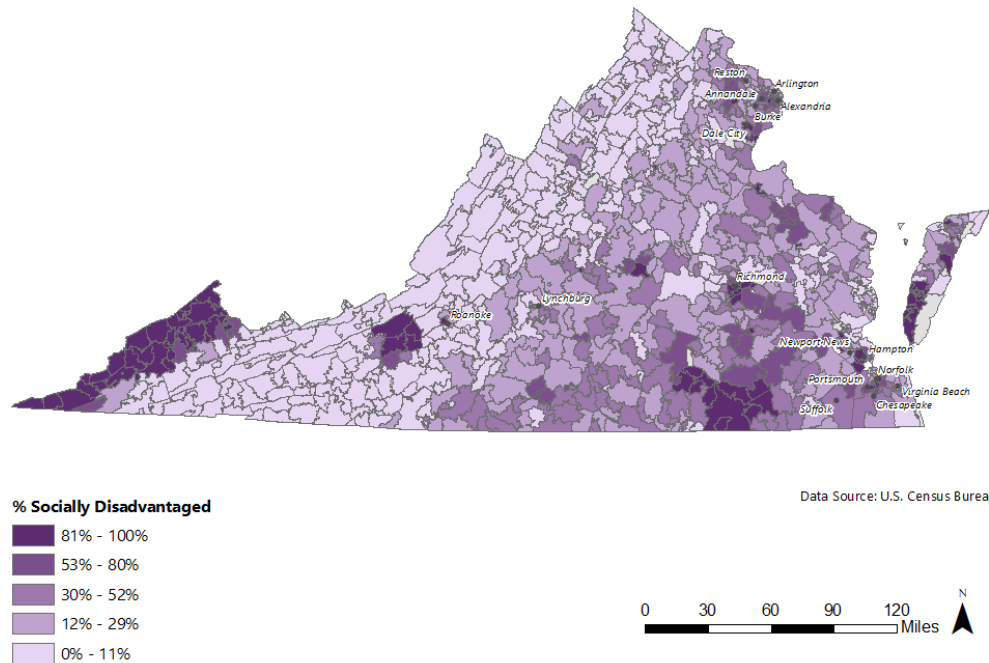 Reston
Arlington
Annandale
Alexandria
Burke
Dale City
Richmond
Lynchburg
Roanoke
Newport News
Hampton
Norfolk
Portsmouth
Virginia Beach
Suffolk
Chesapeake
Data Source: U.S. Census Burea
% Socially Disadvantaged
81% - 100%
53% - 80%
30% - 52%
12% - 29%
0% - 11%
N
0 30 60 90 120
Miles